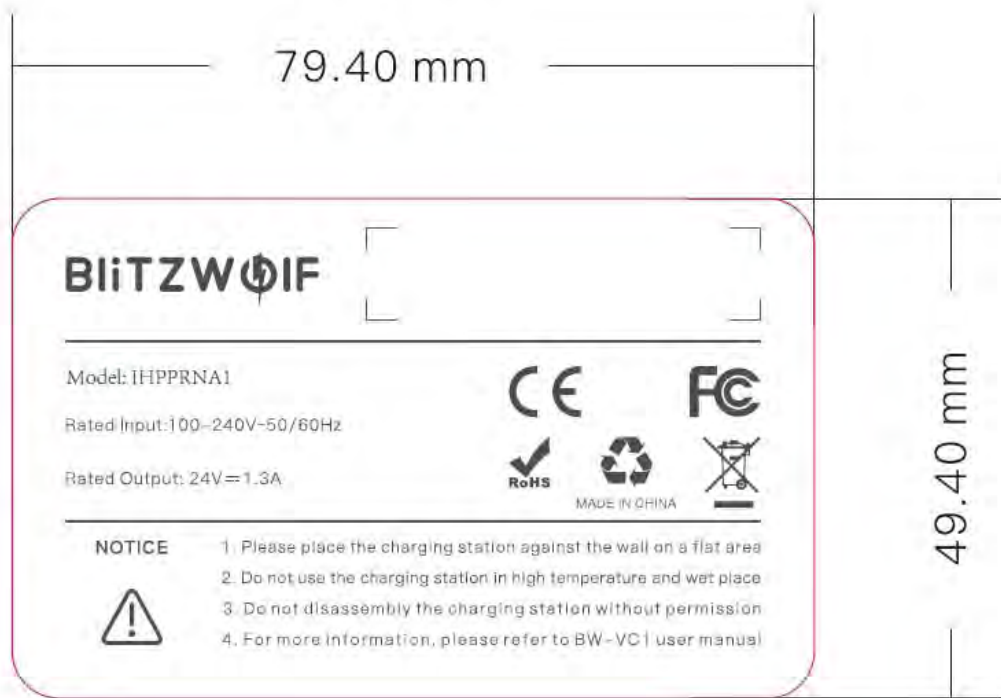 79.40 mm
BliTZWOlF
Model: IHPPRNA1
Rated Input:100-240V~50/60Hz
Rated Output: 24V⎓1.3A
CE FC
RoHS
MADE IN CHINA
NOTICE
1. Please place the charging station against the wall on a flat area
2. Do not use the charging station in high temperature and wet place
3. Do not disassembly the charging station without permission
4. For more information, please refer to BW-VC1 user manual
49.40 mm